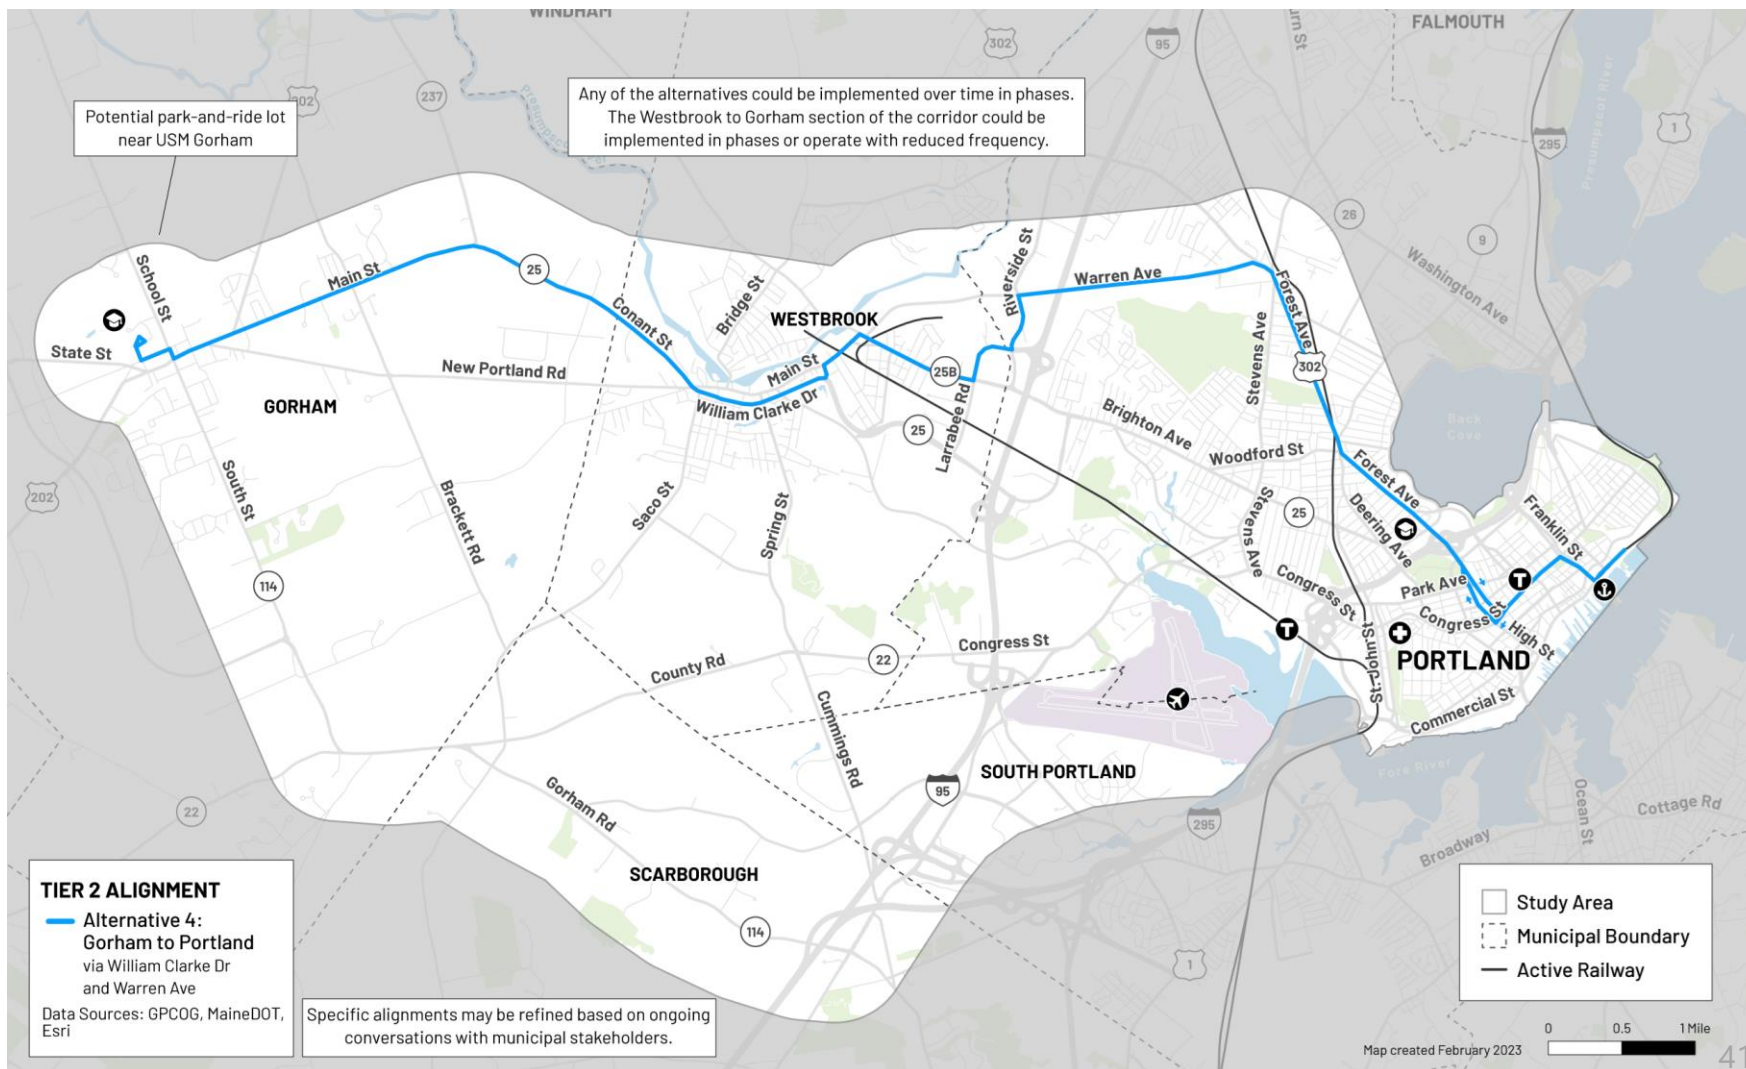 WINDHAM
FALMOUTH
302
95
Potential park-and-ride lot
near USM Gorham
202
237
Any of the alternatives could be implemented over time in phases.
The Westbrook to Gorham section of the corridor could be
implemented in phases or operate with reduced frequency.
1
295
Presumpscot River
26
9
Washington Ave
School St
Main St
25
Riverside St
Warren Ave
Forest Ave
Bridge St
Conant St
WESTBROOK
State St
New Portland Rd
Main St
25B
Stevens Ave
302
GORHAM
William Clarke Dr
25
Larrabee Rd
Brighton Ave
Woodford St
Back
Cove
Forest Ave
202
South St
Brackett Rd
Saco St
Spring St
Stevens Ave
25
Deering Ave
Franklin St
114
Congress St
Park Ave
T
Congress St
High St
T
St John St
PORTLAND
County Rd
22
Congress St
Commercial St
Cummings Rd
Fore River
SOUTH PORTLAND
95
Gorham Rd
22
295
Ocean St
Cottage Rd
Broadway
SCARBOROUGH
114
1
TIER 2 ALIGNMENT
Alternative 4:
Gorham to Portland
via William Clarke Dr
and Warren Ave
Data Sources: GPCOG, MaineDOT,
Esri
Specific alignments may be refined based on ongoing
conversations with municipal stakeholders.
Study Area
Municipal Boundary
Active Railway
Map created February 2023
0 0.5 1 Mile
41